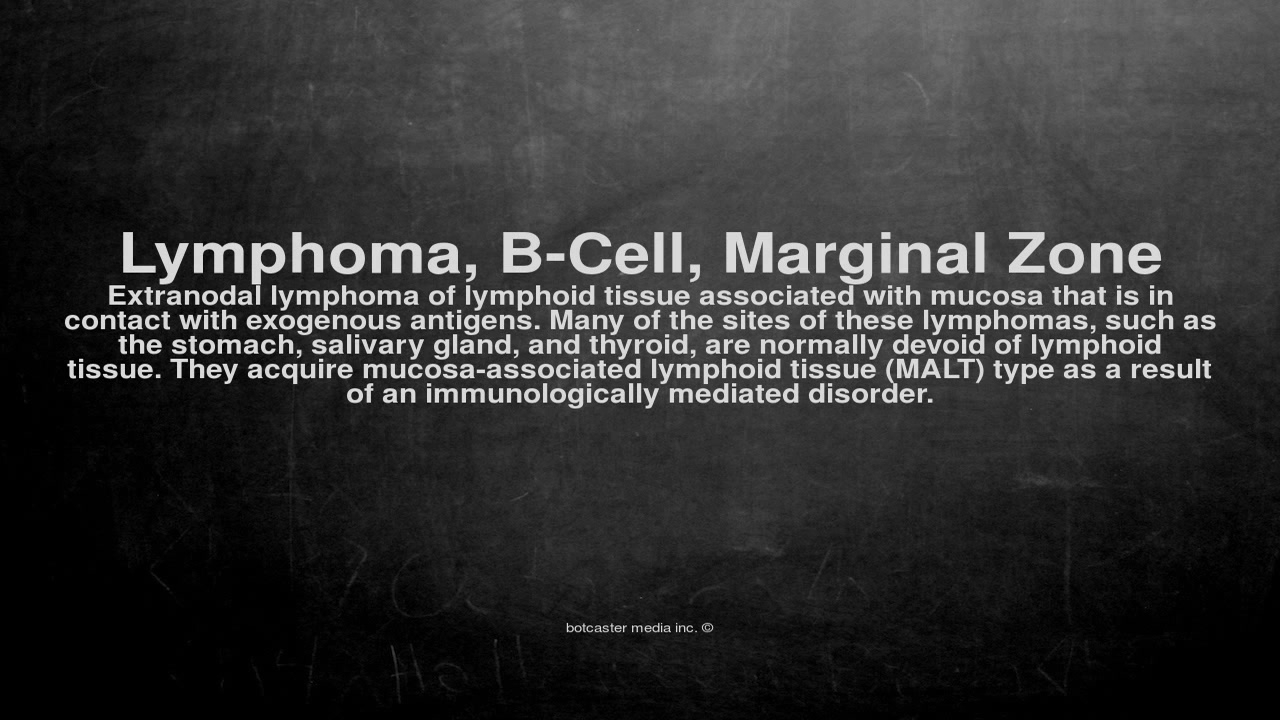 Lymphoma, B-Cell, Marginal Zone
Extranodal lymphoma of lymphoid tissue associated with mucosa that is in
contact with exogenous antigens. Many of the sites of these lymphomas, such as
the stomach, salivary gland, and thyroid, are normally devoid of lymphoid
tissue. They acquire mucosa-associated lymphoid tissue (MALT) type as a result
of an immunologically mediated disorder.
botcaster media inc. ©